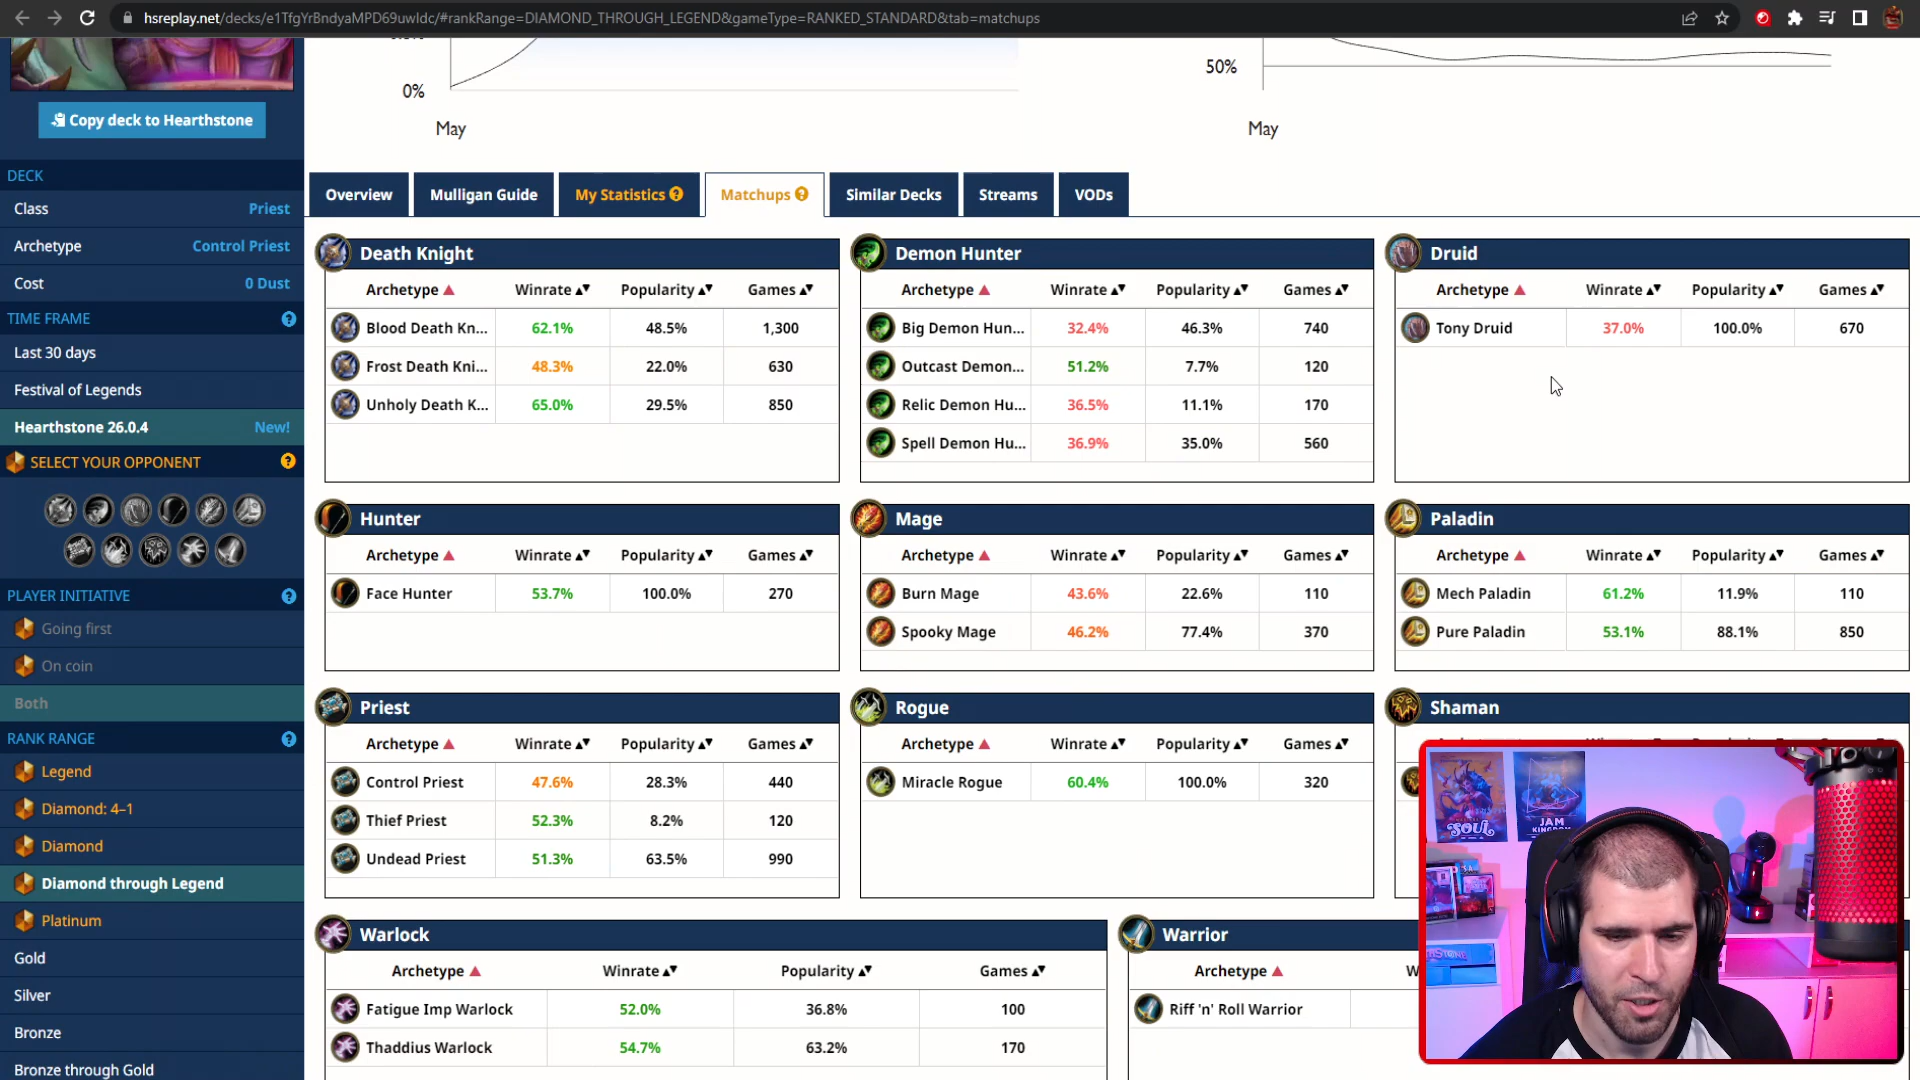 hsreplay.net/decks/e1TfgYrBndyaMPD69uwIdc/#rankRange=DIAMOND_THROUGH_LEGEND&gameType=RANKED_STANDARD&tab=matchups
0%
May
50%
May
Copy deck to Hearthstone
DECK
Class Priest
Archetype Control Priest
Cost 0 Dust
TIME FRAME
Last 30 days
Festival of Legends
Hearthstone 26.0.4 New!
SELECT YOUR OPPONENT
PLAYER INITIATIVE
Going first
On coin
Both
RANK RANGE
Legend
Diamond: 4–1
Diamond
Diamond through Legend
Platinum
Gold
Silver
Bronze
Bronze through Gold
Overview Mulligan Guide My Statistics Matchups Similar Decks Streams VODs
Death Knight
Archetype Winrate Popularity Games
Blood Death Kn... 62.1% 48.5% 1,300
Frost Death Kni... 48.3% 22.0% 630
Unholy Death K... 65.0% 29.5% 850
Demon Hunter
Archetype Winrate Popularity Games
Big Demon Hun... 32.4% 46.3% 740
Outcast Demon... 51.2% 7.7% 120
Relic Demon Hu... 36.5% 11.1% 170
Spell Demon Hu... 36.9% 35.0% 560
Druid
Archetype Winrate Popularity Games
Tony Druid 37.0% 100.0% 670
Hunter
Archetype Winrate Popularity Games
Face Hunter 53.7% 100.0% 270
Mage
Archetype Winrate Popularity Games
Burn Mage 43.6% 22.6% 110
Spooky Mage 46.2% 77.4% 370
Paladin
Archetype Winrate Popularity Games
Mech Paladin 61.2% 11.9% 110
Pure Paladin 53.1% 88.1% 850
Priest
Archetype Winrate Popularity Games
Control Priest 47.6% 28.3% 440
Thief Priest 52.3% 8.2% 120
Undead Priest 51.3% 63.5% 990
Rogue
Archetype Winrate Popularity Games
Miracle Rogue 60.4% 100.0% 320
Shaman
Warlock
Archetype Winrate Popularity Games
Fatigue Imp Warlock 52.0% 36.8% 100
Thaddius Warlock 54.7% 63.2% 170
Warrior
Archetype W
Riff 'n' Roll Warrior
SOUL
JAM